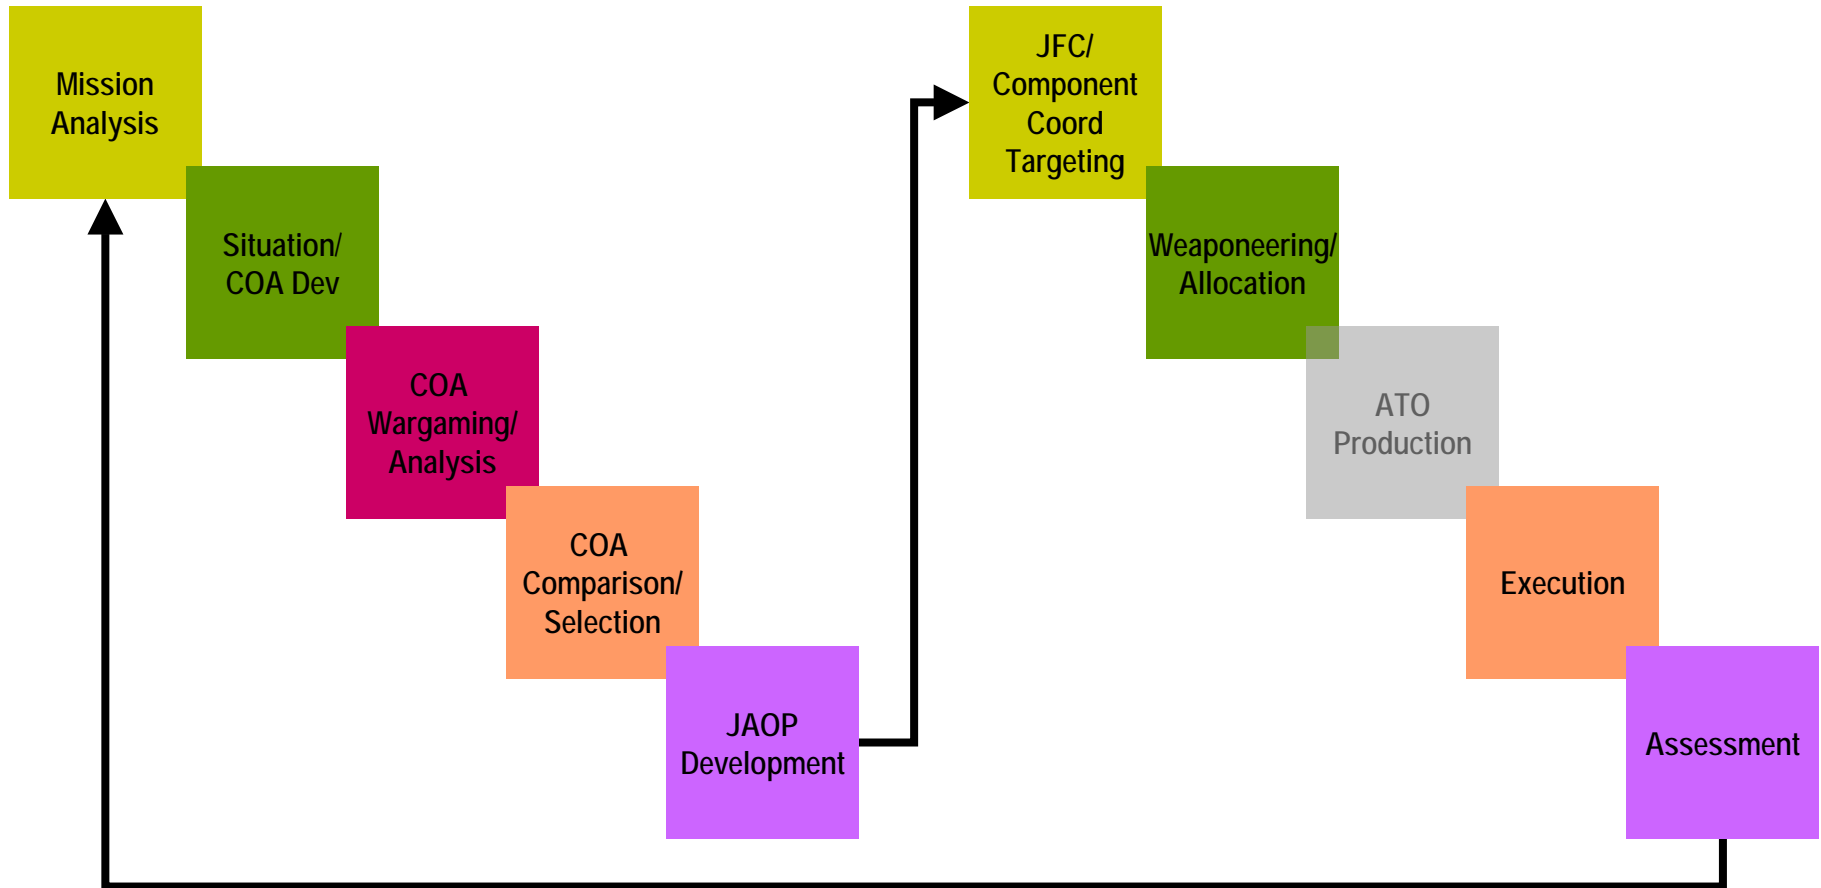 Mission
Analysis
Situation/
COA Dev
COA
Wargaming/
Analysis
COA
Comparison/
Selection
JAOP
Development
JFC/
Component
Coord
Targeting
Weaponeering/
Allocation
ATO
Production
Execution
Assessment